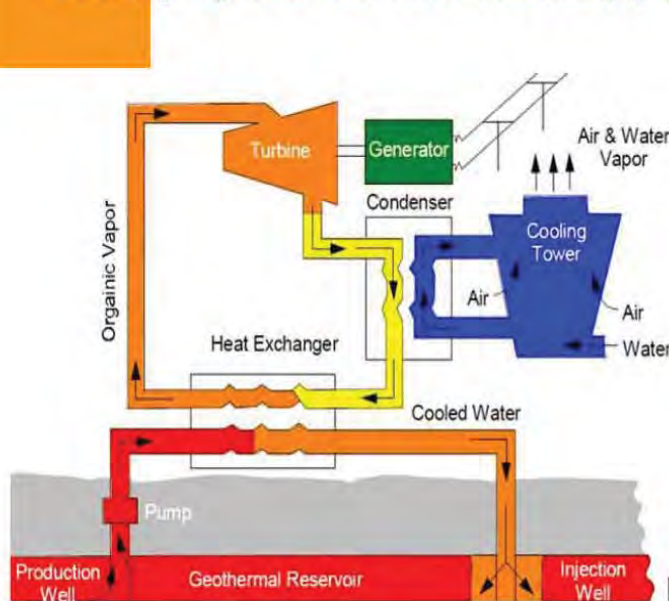 Turbine
Generator
Air & Water
Vapor
Condenser
Cooling
Tower
Orgainic Vapor
Air
Air
Water
Heat Exchanger
Cooled Water
Pump
Production
Well
Geothermal Reservoir
Injection
Well